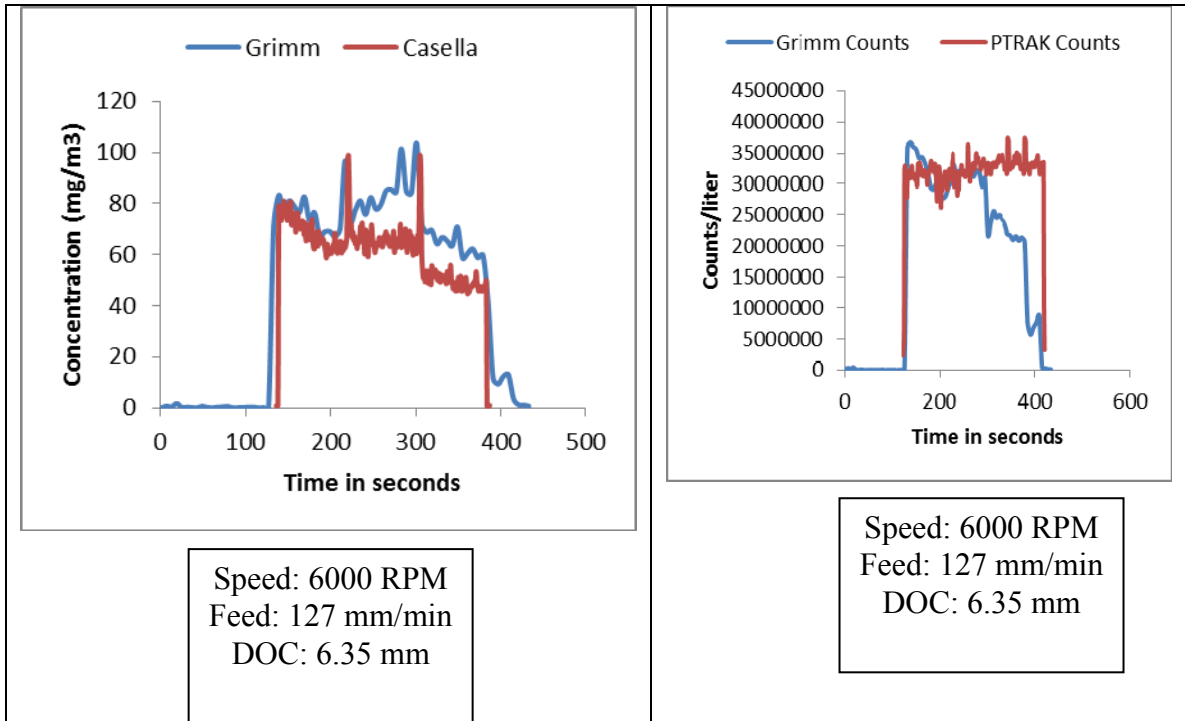 Grimm Casella
Concentration (mg/m3)
120
100
80
60
40
20
0
0 100 200 300 400 500
Time in seconds
Speed: 6000 RPM
Feed: 127 mm/min
DOC: 6.35 mm
Grimm Counts PTRAK Counts
Counts/liter
45000000
40000000
35000000
30000000
25000000
20000000
15000000
10000000
5000000
0
0 200 400 600
Time in seconds
Speed: 6000 RPM
Feed: 127 mm/min
DOC: 6.35 mm